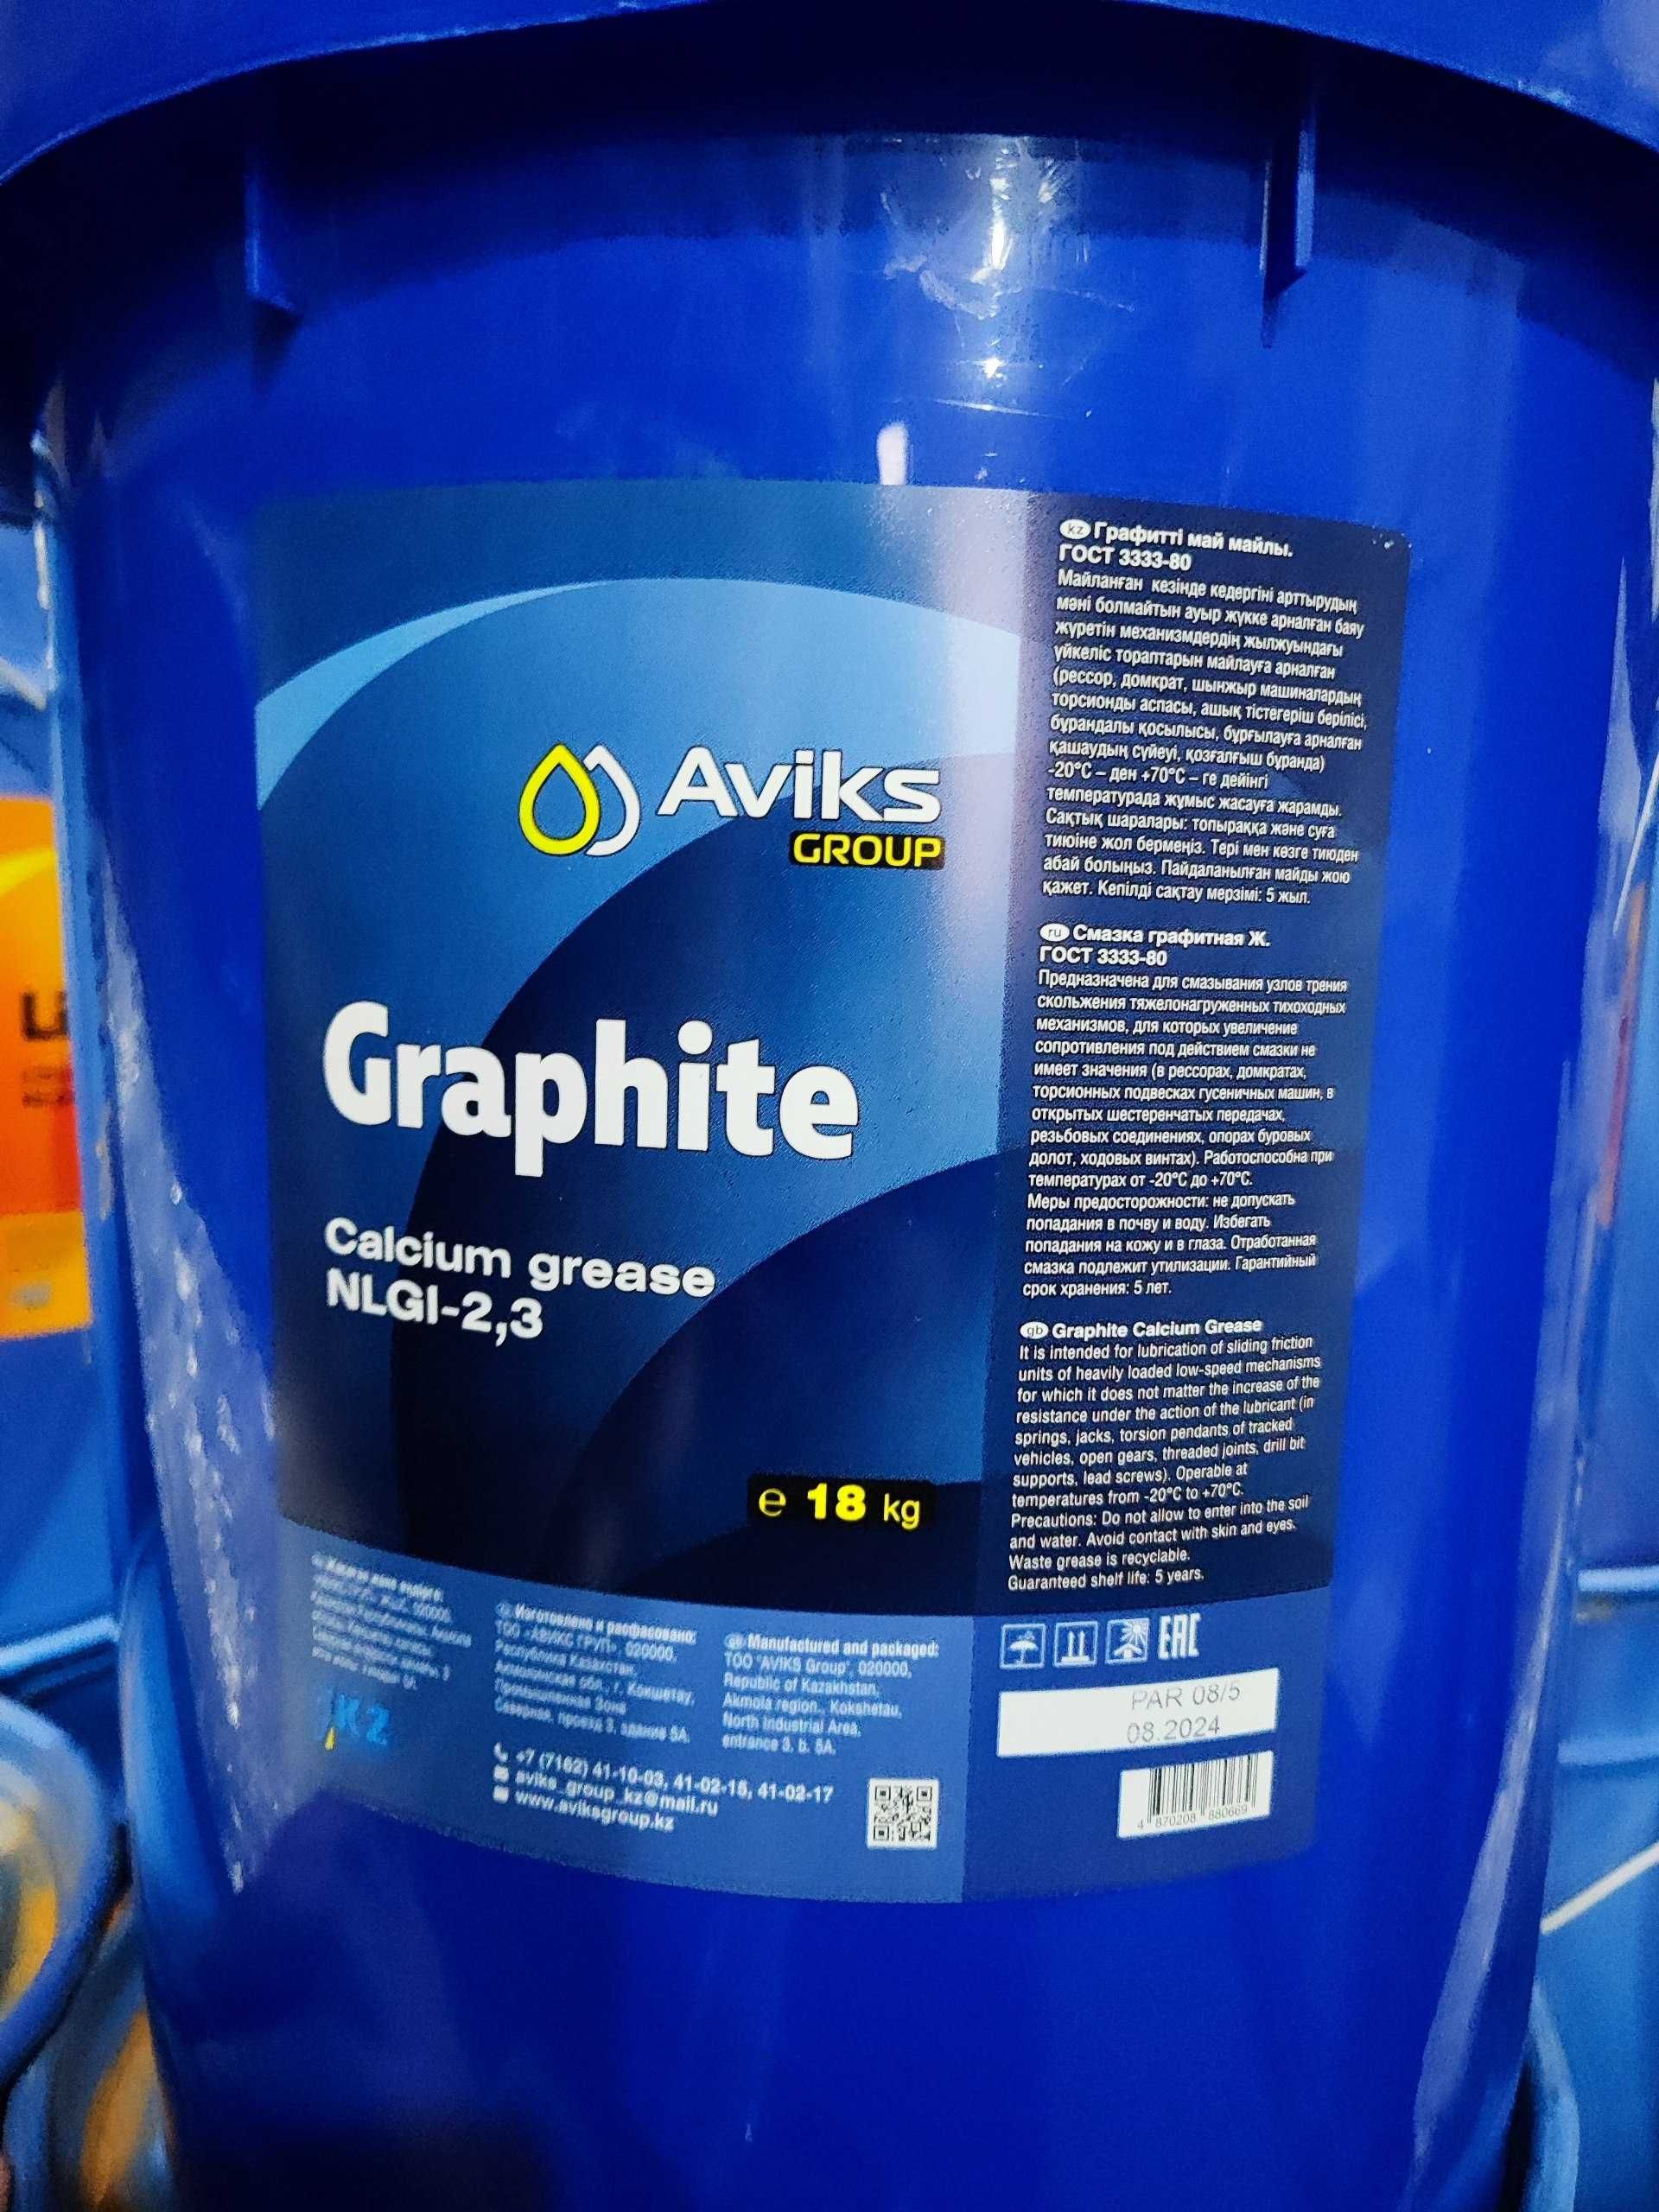 Aviks
GROUP
Graphite
Calcium grease
NLGI-2,3
e 18 kg
kz Графитті май майлы.
ГОСТ 3333-80
Майланған кезінде кедергіні арттырудың
мәні болмайтын ауыр жүкке арналған баяу
жүретін механизмдердің жылжуындағы
үйкеліс тораптарын майлауға арналған
(рессор, домкрат, шынжыр машиналардың
торсионды аспасы, ашық тістегеріш берілісі,
бұрандалы қосылысы, бұрғылауға арналған
қашаудың сүйеуі, қозғалғыш бұранда)
-20°C – ден +70°C – ге дейінгі
температурада жұмыс жасауға жарамды.
Сақтық шаралары: топыраққа және суға
тиюіне жол бермеңіз. Тері мен көзге тиюден
абай болыңыз. Пайдаланылған майды жою
қажет. Кепілді сақтау мерзімі: 5 жыл.
ru Смазка графитная Ж.
ГОСТ 3333-80
Предназначена для смазывания узлов трения
скольжения тяжелонагруженных тихоходных
механизмов, для которых увеличение
сопротивления под действием смазки не
имеет значения (в рессорах, домкратах,
торсионных подвесках гусеничных машин, в
открытых шестеренчатых передачах,
резьбовых соединениях, опорах буровых
долот, ходовых винтах). Работоспособна при
температурах от -20°C до +70°C.
Меры предосторожности: не допускать
попадания в почву и воду. Избегать
попадания на кожу и в глаза. Отработанная
смазка подлежит утилизации. Гарантийный
срок хранения: 5 лет.
gb Graphite Calcium Grease
It is intended for lubrication of sliding friction
units of heavily loaded low-speed mechanisms
for which it does not matter the increase of the
resistance under the action of the lubricant (in
springs, jacks, torsion pendants of tracked
vehicles, open gears, threaded joints, drill bit
supports, lead screws). Operable at
temperatures from -20°C to +70°C.
Precautions: Do not allow to enter into the soil
and water. Avoid contact with skin and eyes.
Waste grease is recyclable.
Guaranteed shelf life: 5 years.
Изготовлено и расфасовано:
ТОО «АВИКС ГРУП», 020000,
Республика Казахстан,
Акмолинская обл., г. Кокшетау,
Промышленная Зона
Северная, проезд 3, здание 5А.
gb Manufactured and packaged:
TOO "AVIKS Group", 020000,
Republic of Kazakhstan,
Akmola region., Kokshetau,
North Industrial Area,
entrance 3, b. 5A.
+7 (7162) 41-10-03, 41-02-15, 41-02-17
aviks_group_kz@mail.ru
www.aviksgroup.kz
EAC
PAR 08/5
08.2024
4 870208 880669